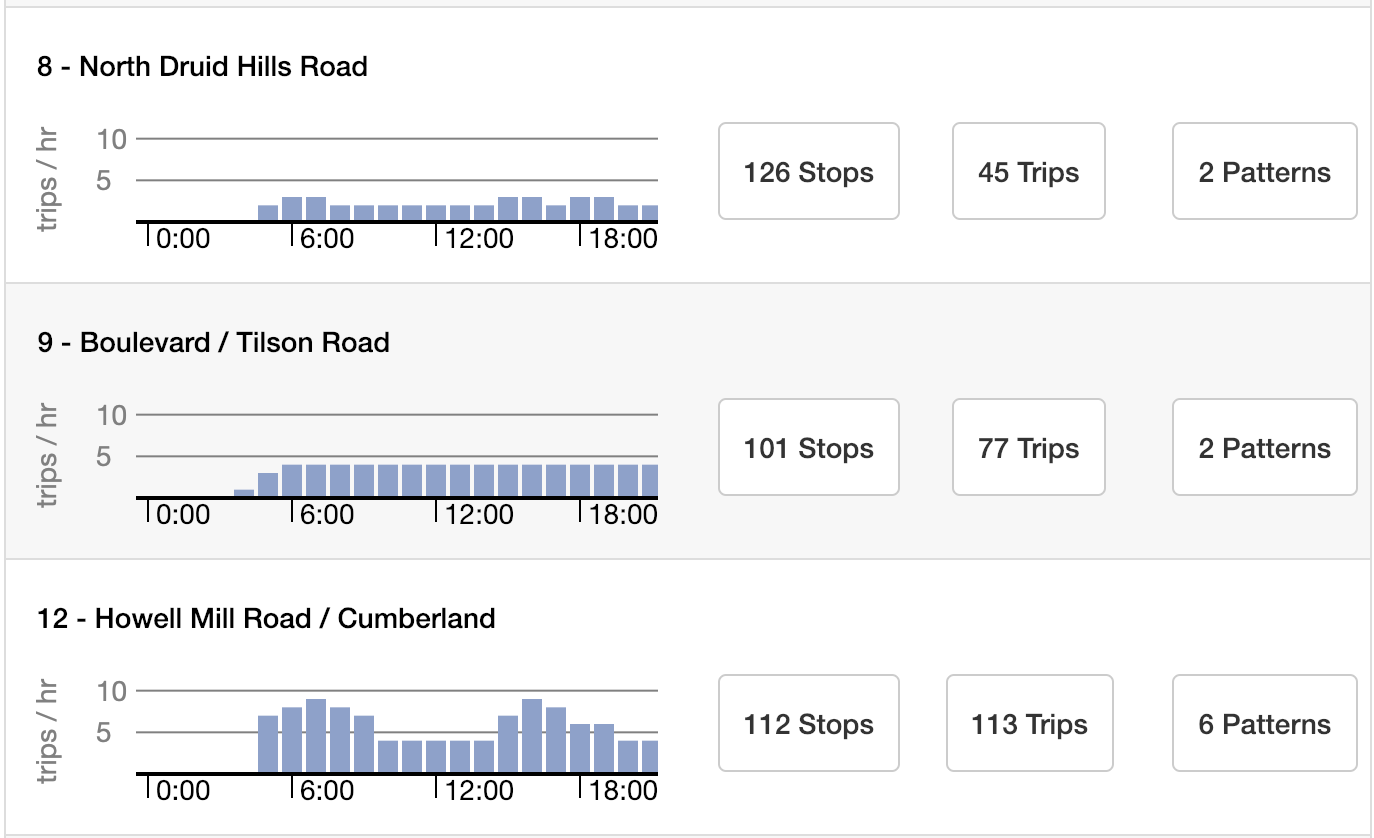 8 - North Druid Hills Road
trips / hr
10
5
0:00 6:00 12:00 18:00
126 Stops
45 Trips
2 Patterns
9 - Boulevard / Tilson Road
trips / hr
10
5
0:00 6:00 12:00 18:00
101 Stops
77 Trips
2 Patterns
12 - Howell Mill Road / Cumberland
trips / hr
10
5
0:00 6:00 12:00 18:00
112 Stops
113 Trips
6 Patterns